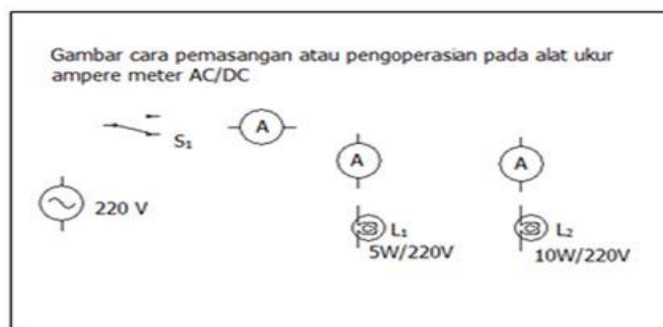 Gambar cara pemasangan atau pengoperasian pada alat ukur
ampere meter AC/DC
S₁
A
A
A
220 V
L₁
5W/220V
L₂
10W/220V